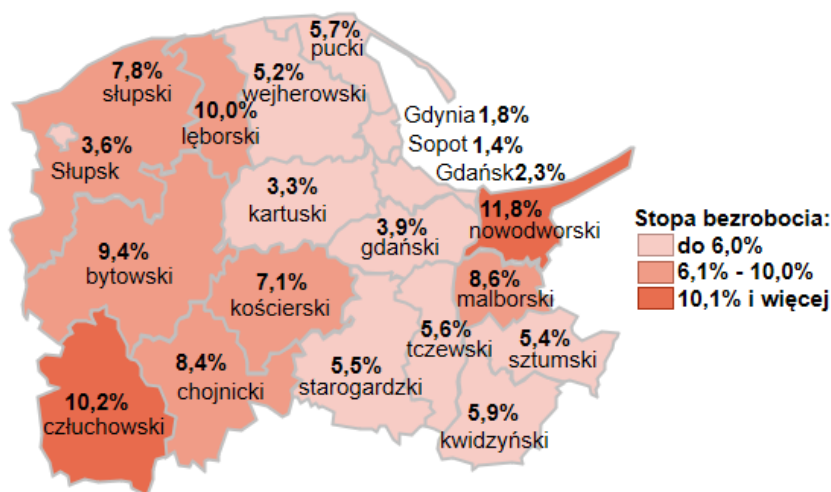 5,7%
pucki
7,8%
słupski
5,2%
wejherowski
10,0%
lęborski
Gdynia 1,8%
Sopot 1,4%
Gdańsk 2,3%
3,6%
Słupsk
3,3%
kartuski
11,8%
nowodworski
3,9%
gdański
9,4%
bytowski
7,1%
kościerski
8,6%
malborski
5,6%
tczewski
5,4%
sztumski
8,4%
chojnicki
5,5%
starogardzki
10,2%
człuchowski
5,9%
kwidzyński
Stopa bezrobocia:
do 6,0%
6,1% - 10,0%
10,1% i więcej